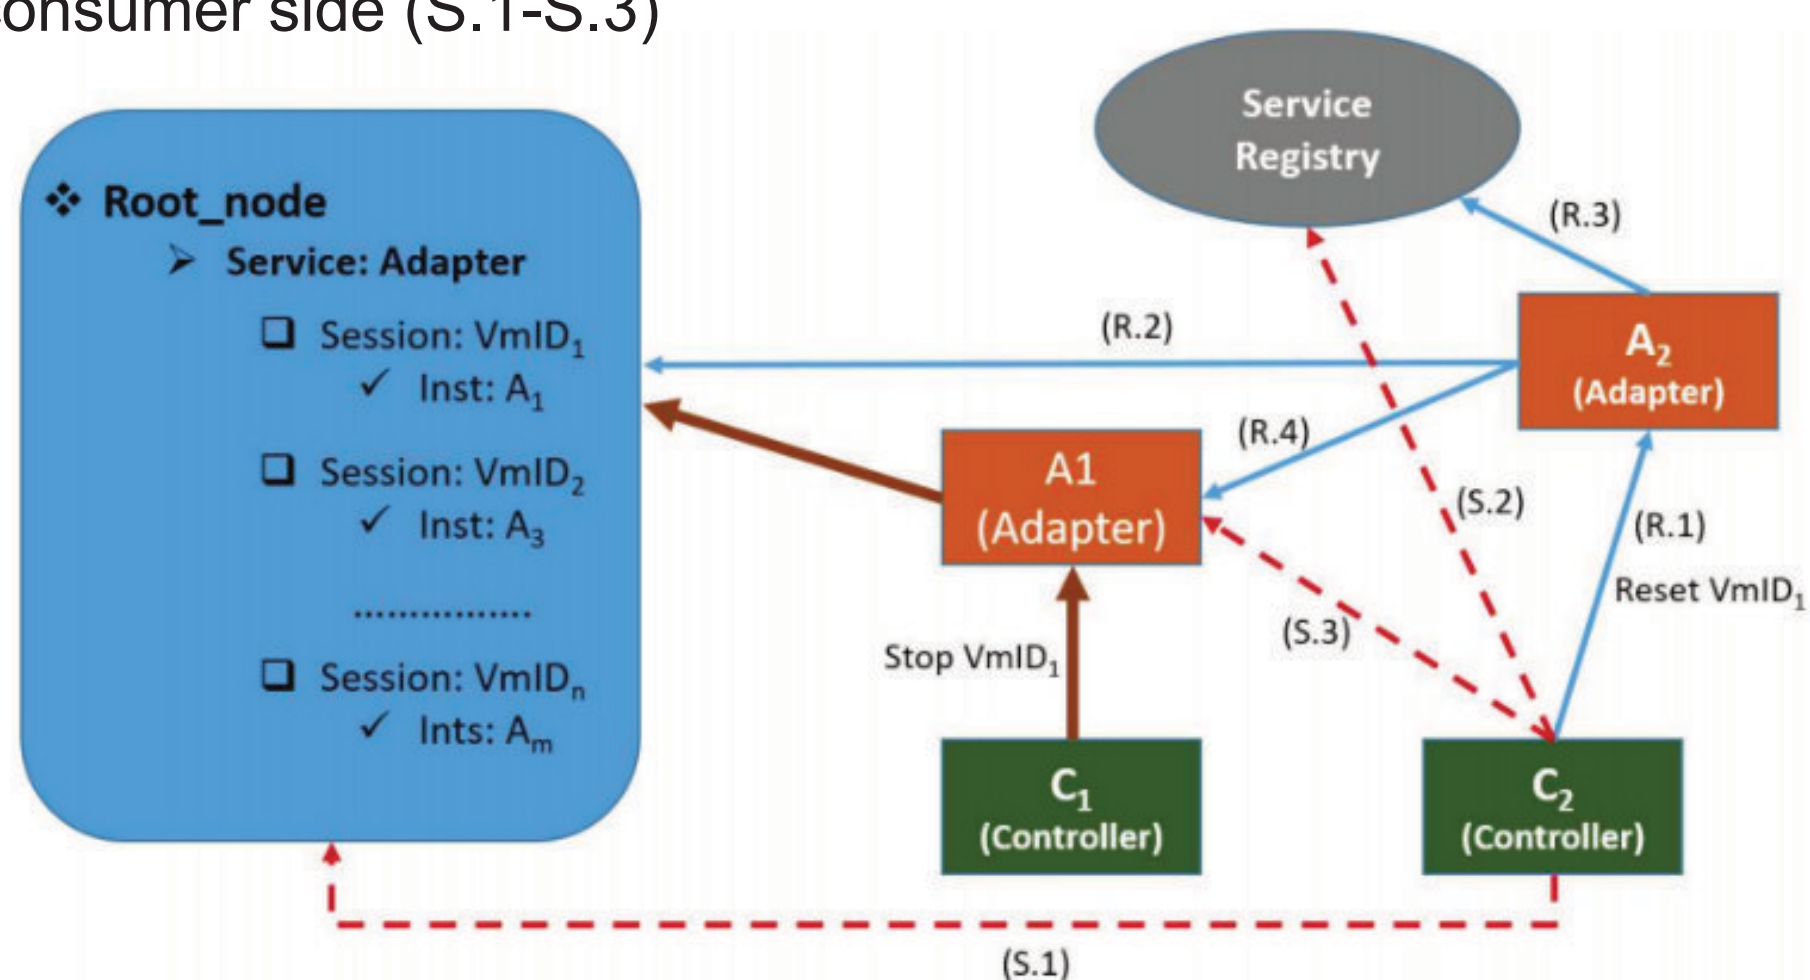 consumer side (S.1-S.3)
Service
Registry
❖ Root_node
➢ Service: Adapter
❑ Session: VmID₁
✓ Inst: A₁
❑ Session: VmID₂
✓ Inst: A₃
................
❑ Session: VmIDₙ
✓ Ints: Aₘ
(R.3)
(R.2)
A₂
(Adapter)
(R.4)
A1
(Adapter)
(S.2)
(R.1)
Reset VmID₁
(S.3)
Stop VmID₁
C₁
(Controller)
C₂
(Controller)
(S.1)